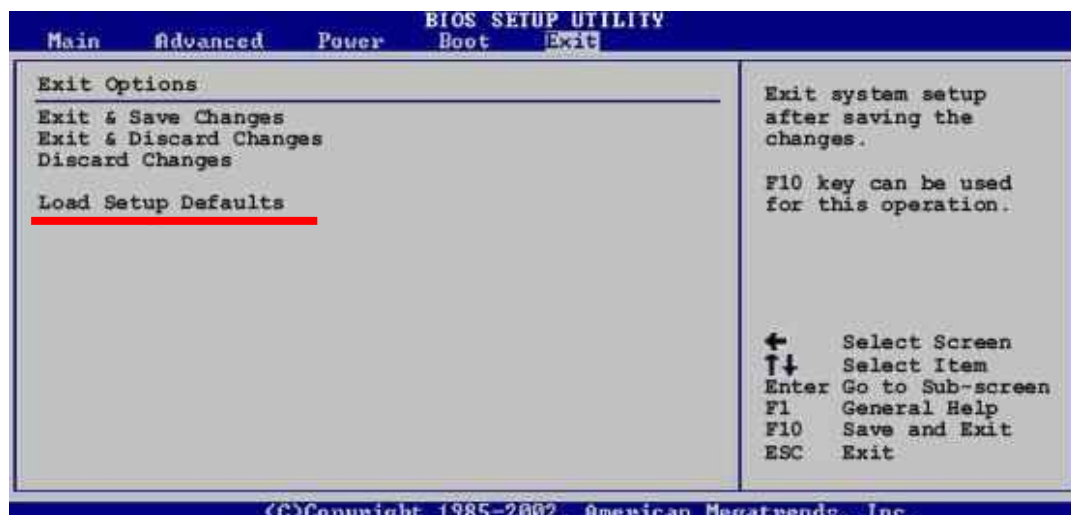 BIOS SETUP UTILITY
Main Advanced Power Boot Exit
Exit Options
Exit & Save Changes
Exit & Discard Changes
Discard Changes
Load Setup Defaults
Exit system setup
after saving the
changes.
F10 key can be used
for this operation.
← Select Screen
↑↓ Select Item
Enter Go to Sub-screen
F1 General Help
F10 Save and Exit
ESC Exit
(C)Copyright 1985-2002, American Megatrends, Inc.